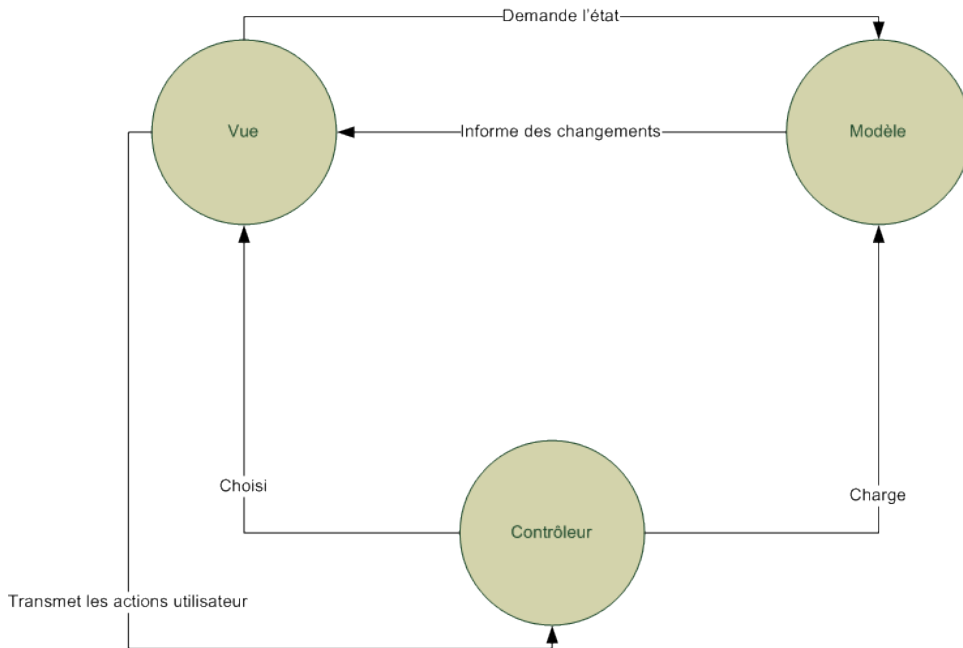 Demande l'état
Vue
Informe des changements
Modèle
Choisi
Charge
Contrôleur
Transmet les actions utilisateur